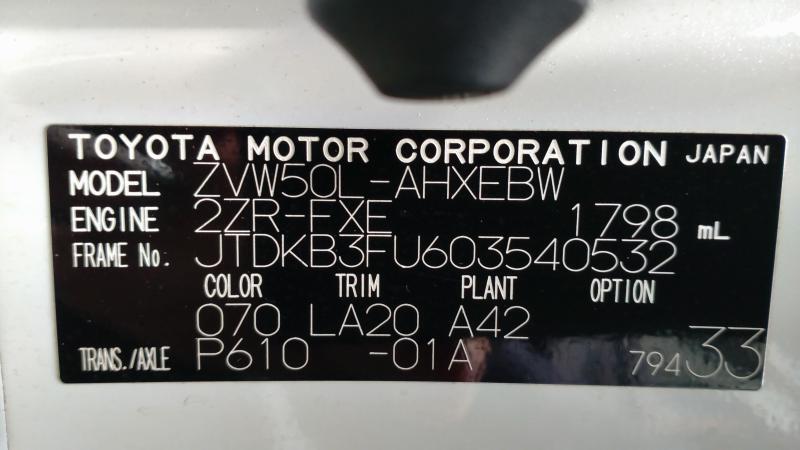 TOYOTA MOTOR CORPORATION JAPAN
MODEL ZVW50L-AHXEBW
ENGINE 2ZR-FXE 1798 mL
FRAME No. JTDKB3FU603540532
COLOR TRIM PLANT OPTION
070 LA20 A42
TRANS./AXLE P610 -01A 794 33